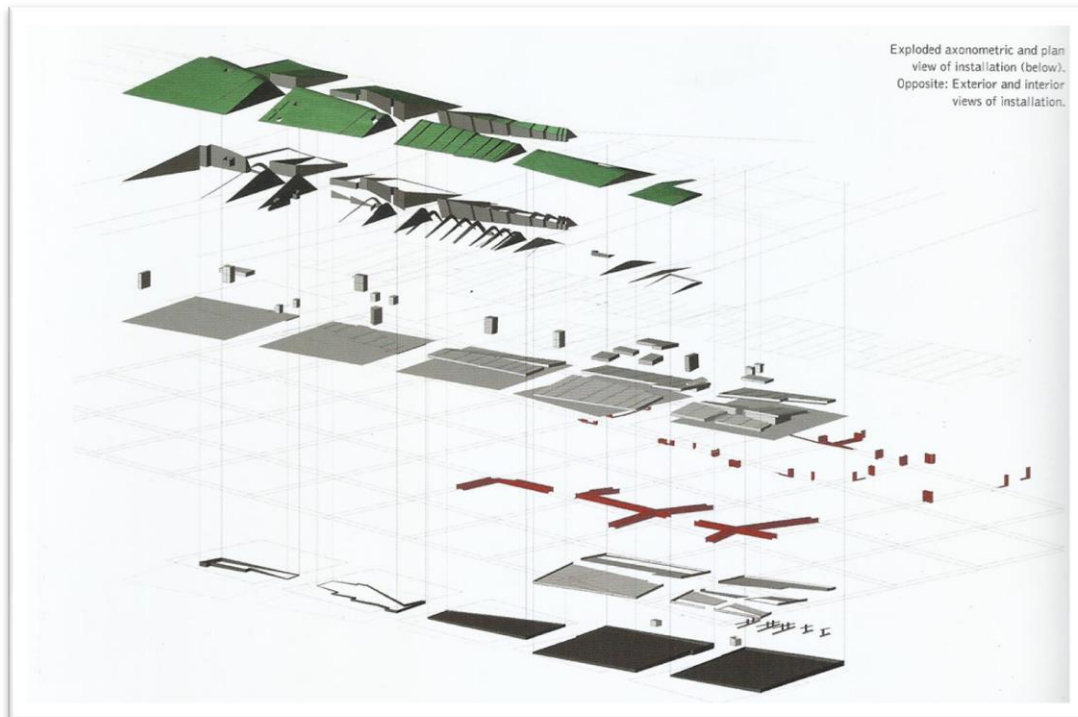 Exploded axonometric and plan
view of installation (below).
Opposite: Exterior and interior
views of installation.